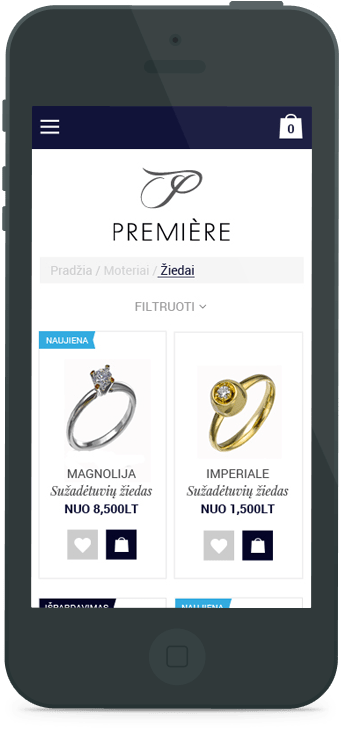 0
PREMIÈRE
Pradžia / Moteriai / Žiedai
FILTRUOTI
NAUJIENA
MAGNOLIJA
Sužadėtuvių žiedas
NUO 8,500LT
IMPERIALE
Sužadėtuvių žiedas
NUO 1,500LT
IŠPARDAVIMAS
NAUJIENA